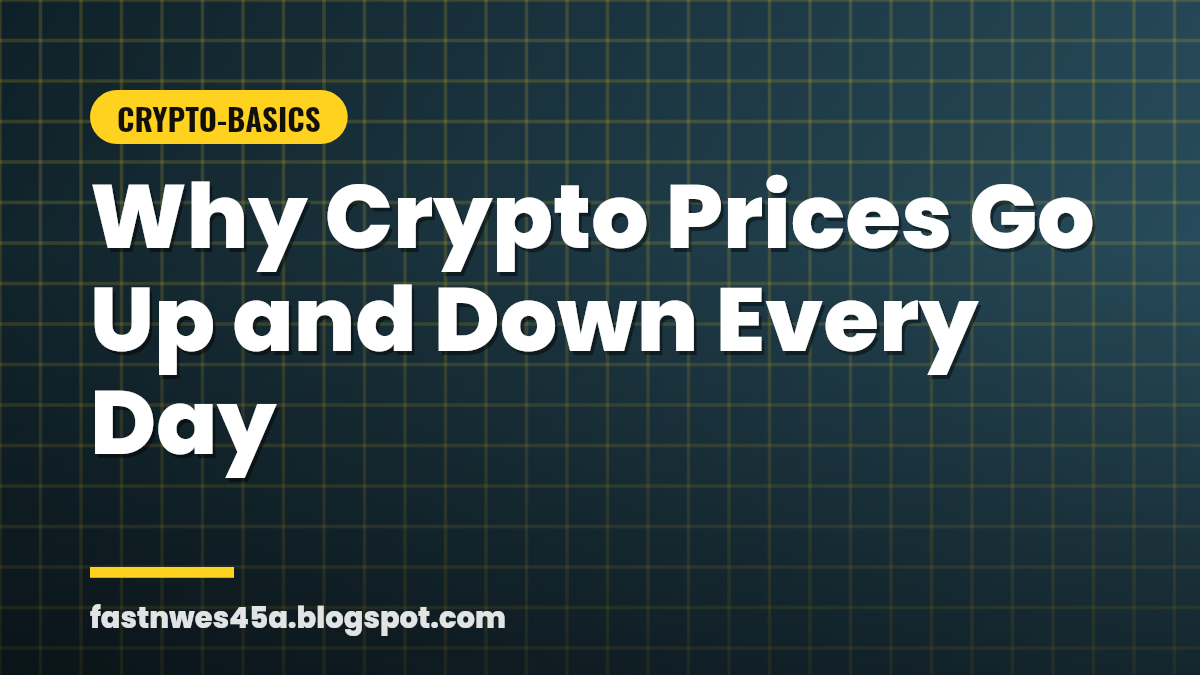 CRYPTO-BASICS
Why Crypto Prices Go
Up and Down Every
Day
fastnwes45a.blogspot.com